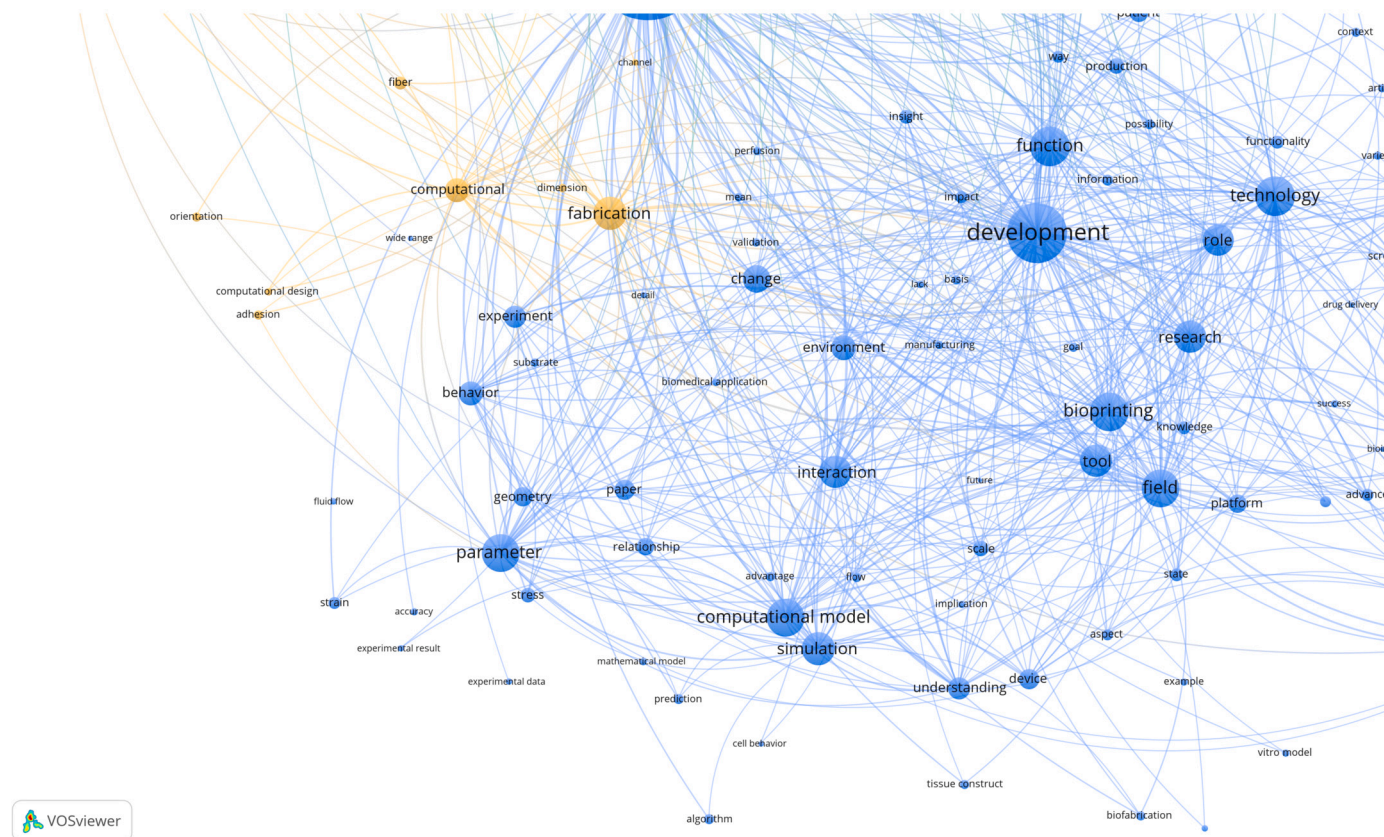 patient
context
way
production
channel
fiber
arti
insight
possibility
function
functionality
perfusion
varie
information
computational
dimension
technology
mean
impact
fabrication
orientation
development
wide range
validation
role
scre
change
lack
basis
computational design
detail
drug delivery
adhesion
experiment
research
environment
manufacturing
goal
substrate
biomedical application
behavior
success
bioprinting
knowledge
tool
interaction
future
field
paper
geometry
fluid flow
platform
advance
relationship
scale
parameter
advantage
flow
state
stress
strain
accuracy
implication
computational model
aspect
experimental result
simulation
mathematical model
experimental data
understanding
device
example
prediction
cell behavior
vitro model
tissue construct
algorithm
biofabrication
VOSviewer